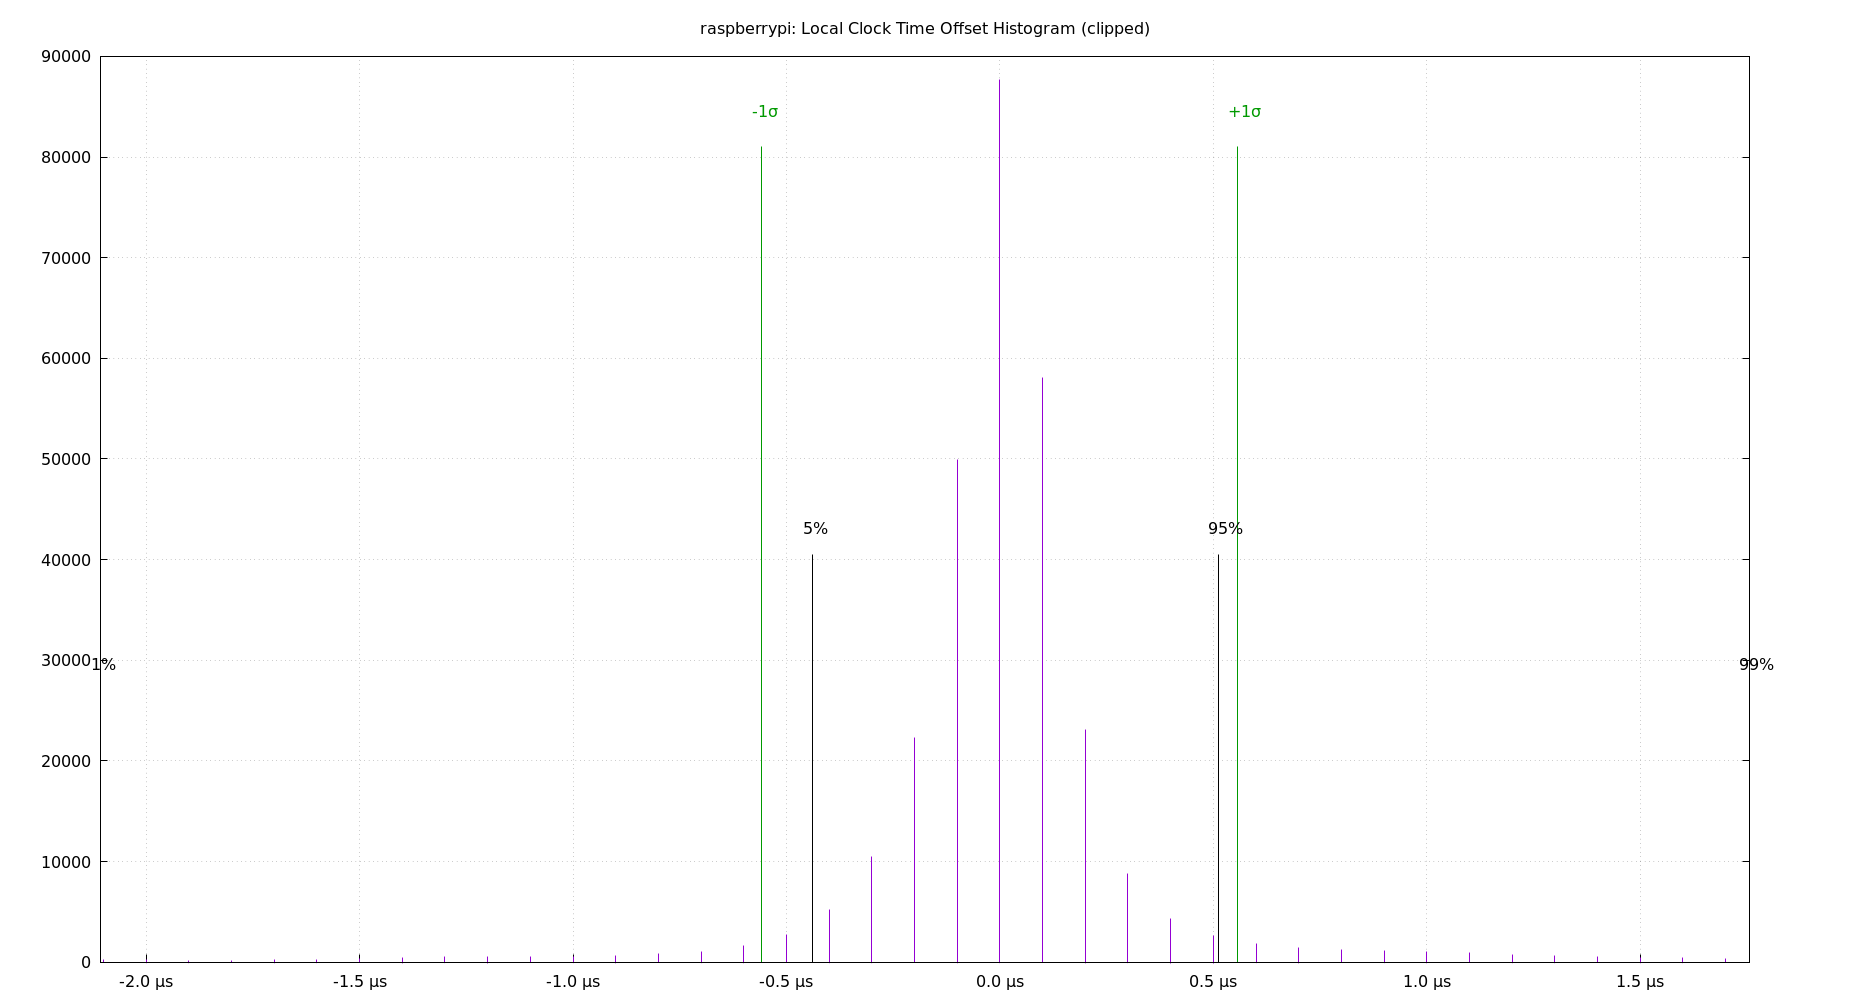 raspberrypi: Local Clock Time Offset Histogram (clipped)
90000
-1σ
+1σ
80000
70000
60000
50000
5%
95%
40000
30000
1%
99%
20000
10000
0
-2.0 µs
-1.5 µs
-1.0 µs
-0.5 µs
0.0 µs
0.5 µs
1.0 µs
1.5 µs